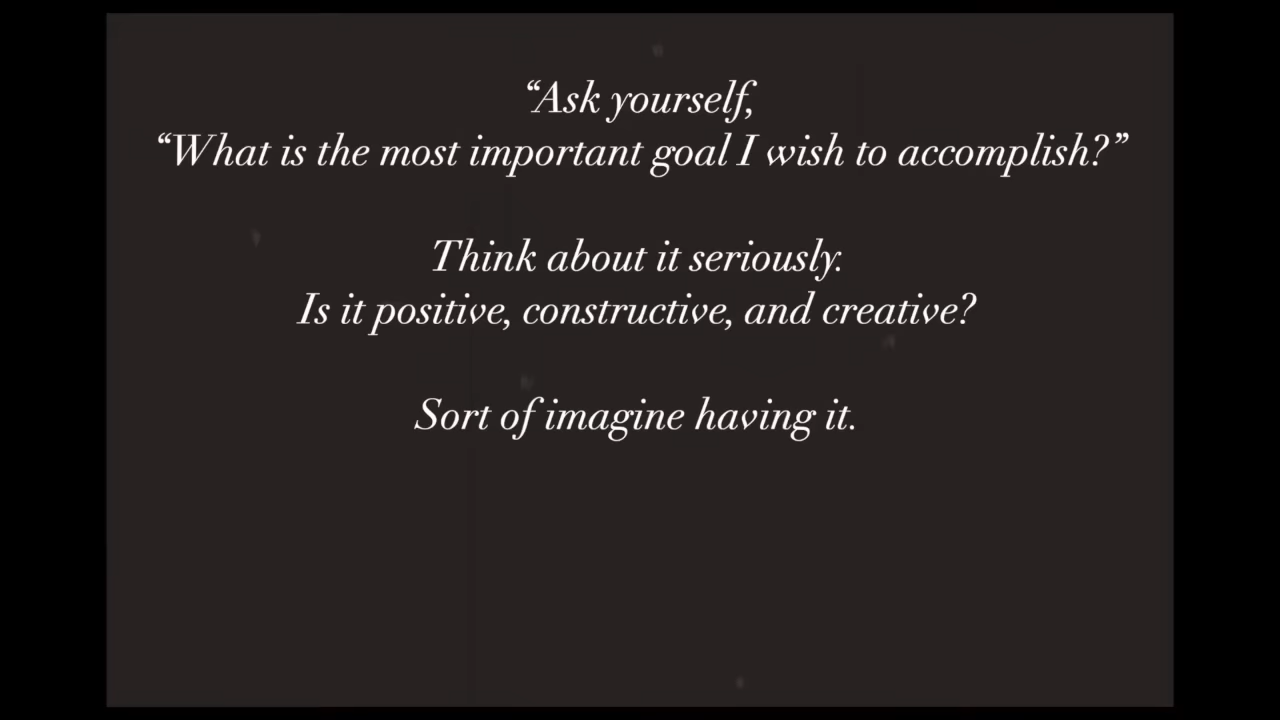 “Ask yourself,
“What is the most important goal I wish to accomplish?”
Think about it seriously.
Is it positive, constructive, and creative?
Sort of imagine having it.